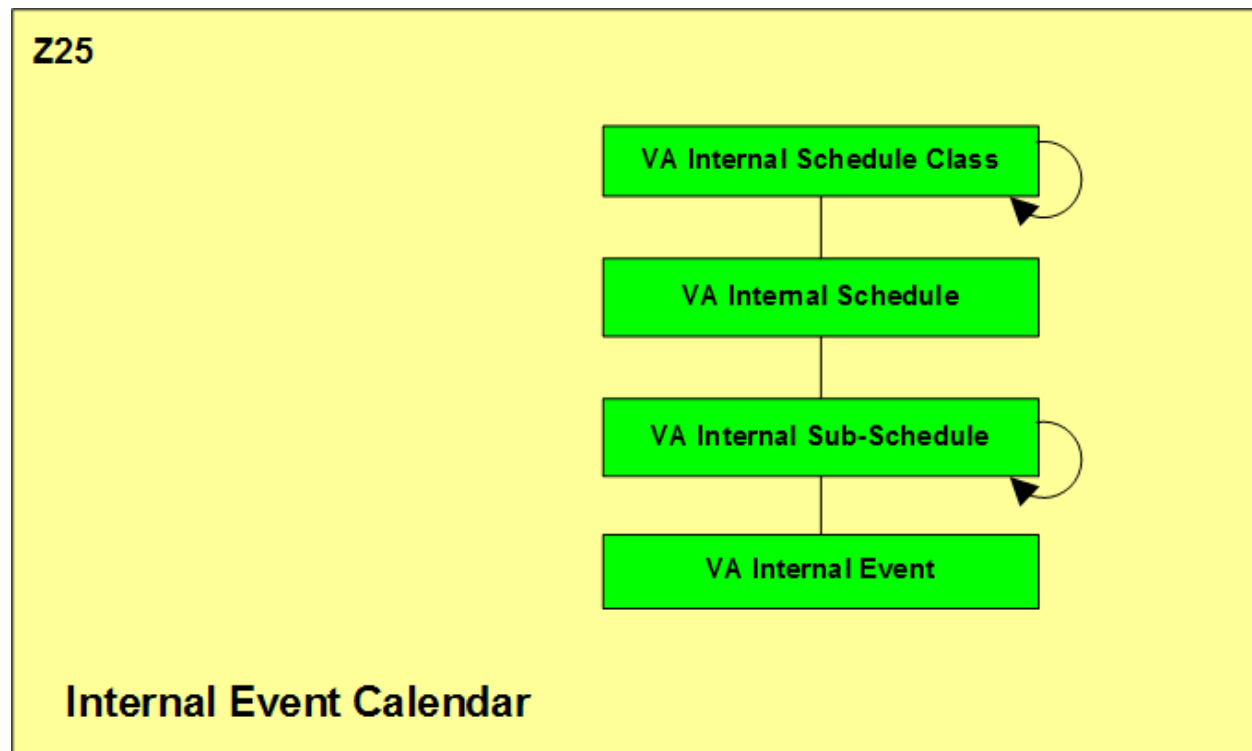 Z25
VA Internal Schedule Class
VA Internal Schedule
VA Internal Sub-Schedule
VA Internal Event
Internal Event Calendar